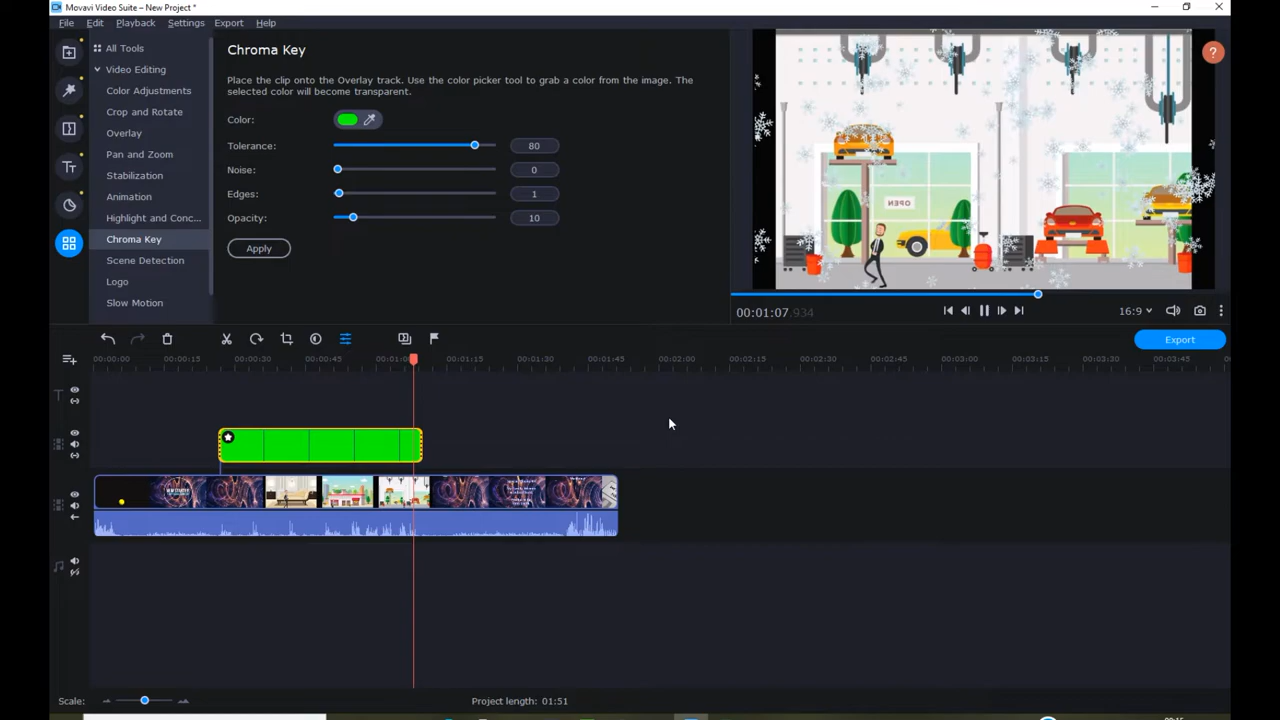 Movavi Video Suite – New Project *
File Edit Playback Settings Export Help
All Tools
Video Editing
Color Adjustments
Crop and Rotate
Overlay
Pan and Zoom
Stabilization
Animation
Highlight and Conc...
Chroma Key
Scene Detection
Logo
Slow Motion
Chroma Key
Place the clip onto the Overlay track. Use the color picker tool to grab a color from the image. The
selected color will become transparent.
Color:
Tolerance: 80
Noise: 0
Edges: 1
Opacity: 10
Apply
?
00:01:07.934
16:9
Export
00:00:00 00:00:15 00:00:30 00:00:45 00:01:15 00:01:30 00:01:45 00:02:00 00:02:15 00:02:30 00:02:45 00:03:00 00:03:15 00:03:30 00:03:45
Scale:
Project length: 01:51